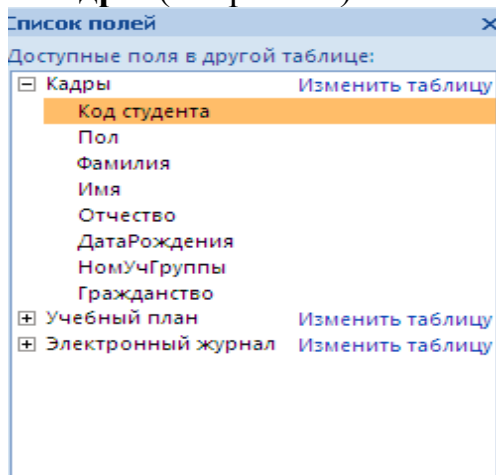 Список полей
Доступные поля в другой таблице:
Кадры Изменить таблицу
Код студента
Пол
Фамилия
Имя
Отчество
ДатаРождения
НомУчГруппы
Гражданство
Учебный план Изменить таблицу
Электронный журнал Изменить таблицу